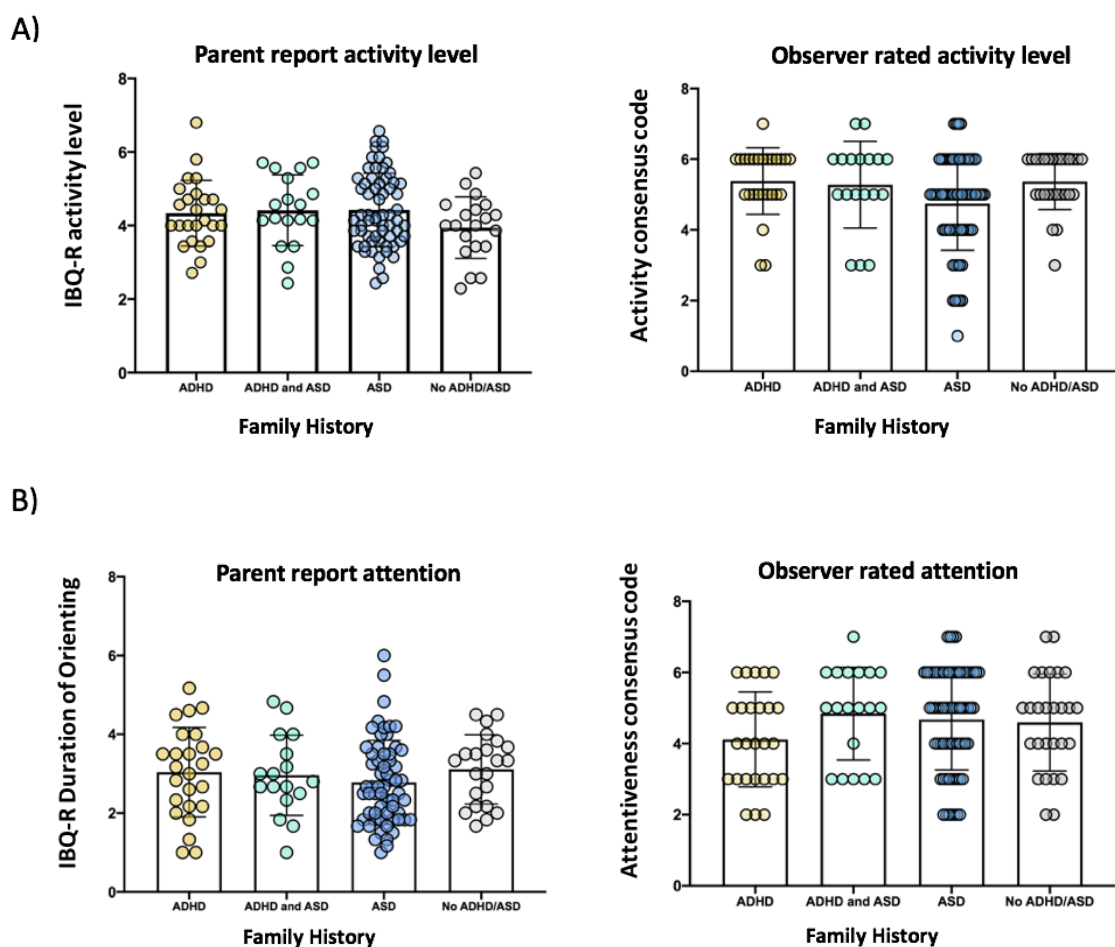 A)
Parent report activity level
IBQ-R activity level
8
6
4
2
0
ADHD
ADHD and ASD
ASD
No ADHD/ASD
Family History
Observer rated activity level
Activity consensus code
8
6
4
2
0
ADHD
ADHD and ASD
ASD
No ADHD/ASD
Family History
B)
Parent report attention
IBQ-R Duration of Orienting
8
6
4
2
0
ADHD
ADHD and ASD
ASD
No ADHD/ASD
Family History
Observer rated attention
Attentiveness consensus code
8
6
4
2
0
ADHD
ADHD and ASD
ASD
No ADHD/ASD
Family History